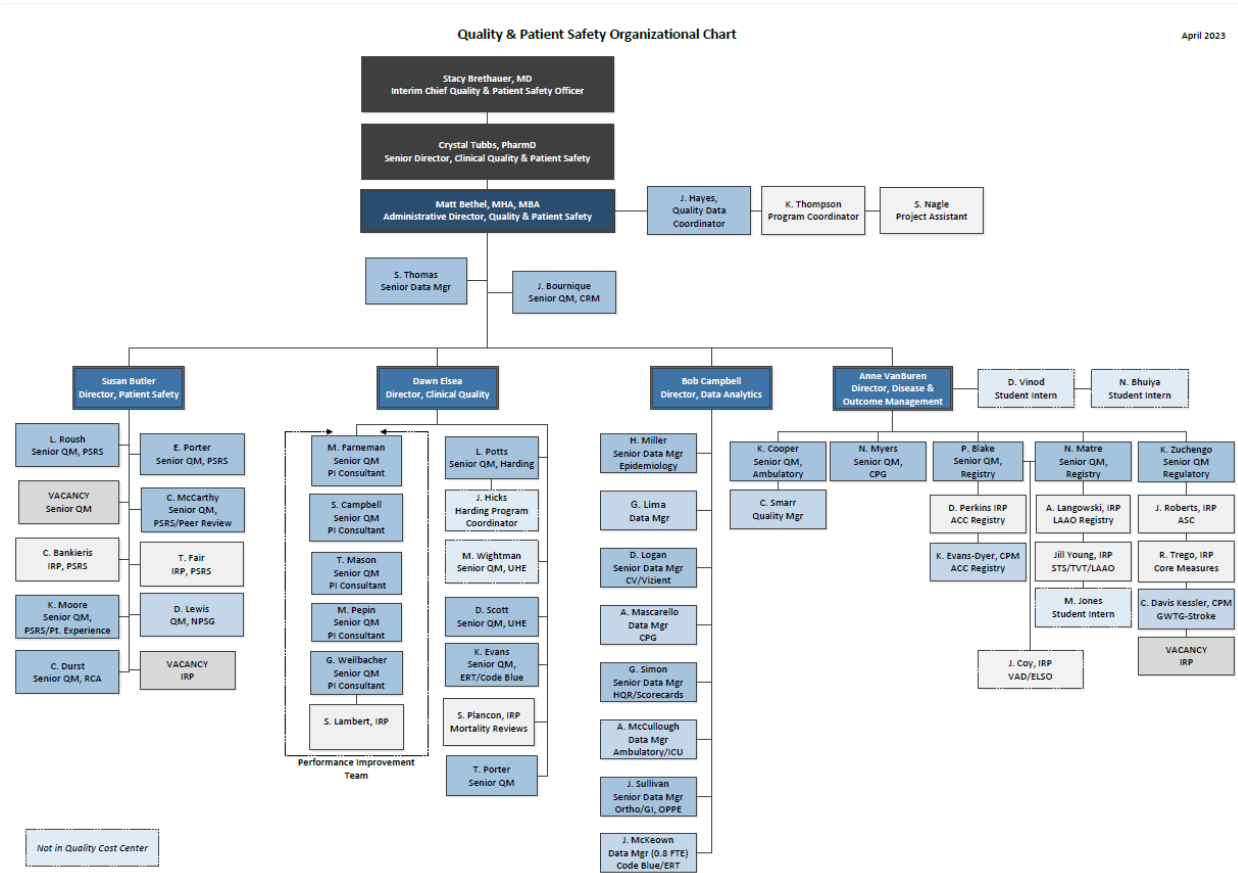 Quality & Patient Safety Organizational Chart
April 2023
Stacy Brethauer, MD
Interim Chief Quality & Patient Safety Officer
Crystal Tubbs, PharmD
Senior Director, Clinical Quality & Patient Safety
Matt Bethel, MHA, MBA
Administrative Director, Quality & Patient Safety
J. Hayes,
Quality Data
Coordinator
K. Thompson
Program Coordinator
S. Nagle
Project Assistant
S. Thomas
Senior Data Mgr
J. Bournique
Senior QM, CRM
Susan Butler
Director, Patient Safety
Dawn Elsea
Director, Clinical Quality
Bob Campbell
Director, Data Analytics
Anne VanBuren
Director, Disease &
Outcome Management
D. Vinod
Student Intern
N. Bhuiya
Student Intern
L. Roush
Senior QM, PSRS
E. Porter
Senior QM, PSRS
VACANCY
Senior QM
C. McCarthy
Senior QM,
PSRS/Peer Review
C. Bankieris
IRP, PSRS
T. Fair
IRP, PSRS
K. Moore
Senior QM,
PSRS/Pt. Experience
D. Lewis
QM, NPSG
C. Durst
Senior QM, RCA
VACANCY
IRP
M. Farneman
Senior QM
PI Consultant
S. Campbell
Senior QM
PI Consultant
T. Mason
Senior QM
PI Consultant
M. Pepin
Senior QM
PI Consultant
G. Weilbacher
Senior QM
PI Consultant
S. Lambert, IRP
Performance Improvement
Team
L. Potts
Senior QM, Harding
J. Hicks
Harding Program
Coordinator
M. Wightman
Senior QM, UHE
D. Scott
Senior QM, UHE
K. Evans
Senior QM,
ERT/Code Blue
S. Plancon, IRP
Mortality Reviews
T. Porter
Senior QM
H. Miller
Senior Data Mgr
Epidemiology
G. Lima
Data Mgr
D. Logan
Senior Data Mgr
CV/Vizient
A. Mascarello
Data Mgr
CPG
G. Simon
Senior Data Mgr
HQR/Scorecards
A. McCullough
Data Mgr
Ambulatory/ICU
J. Sullivan
Senior Data Mgr
Ortho/GI, OPPE
J. McKeown
Data Mgr (0.8 FTE)
Code Blue/ERT
K. Cooper
Senior QM,
Ambulatory
C. Smarr
Quality Mgr
N. Myers
Senior QM,
CPG
P. Blake
Senior QM,
Registry
D. Perkins IRP
ACC Registry
K. Evans-Dyer, CPM
ACC Registry
N. Matre
Senior QM,
Registry
A. Langowski, IRP
LAAO Registry
Jill Young, IRP
STS/TVT/LAAO
M. Jones
Student Intern
J. Coy, IRP
VAD/ELSO
K. Zuchengo
Senior QM
Regulatory
J. Roberts, IRP
ASC
R. Trego, IRP
Core Measures
C. Davis Kessler, CPM
GWTG-Stroke
VACANCY
IRP
Not in Quality Cost Center